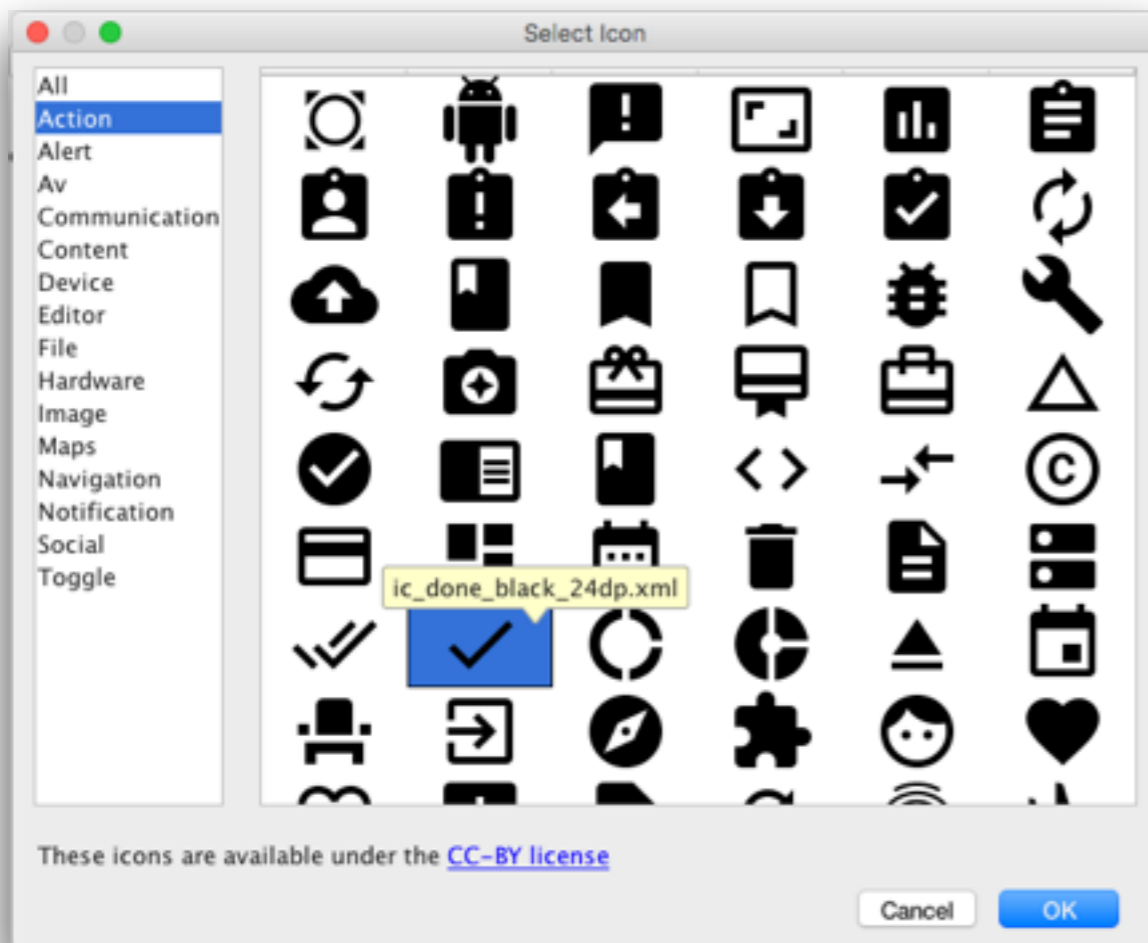 Select Icon
All
Action
Alert
Av
Communication
Content
Device
Editor
File
Hardware
Image
Maps
Navigation
Notification
Social
Toggle
ic_done_black_24dp.xml
These icons are available under the CC-BY license
Cancel
OK